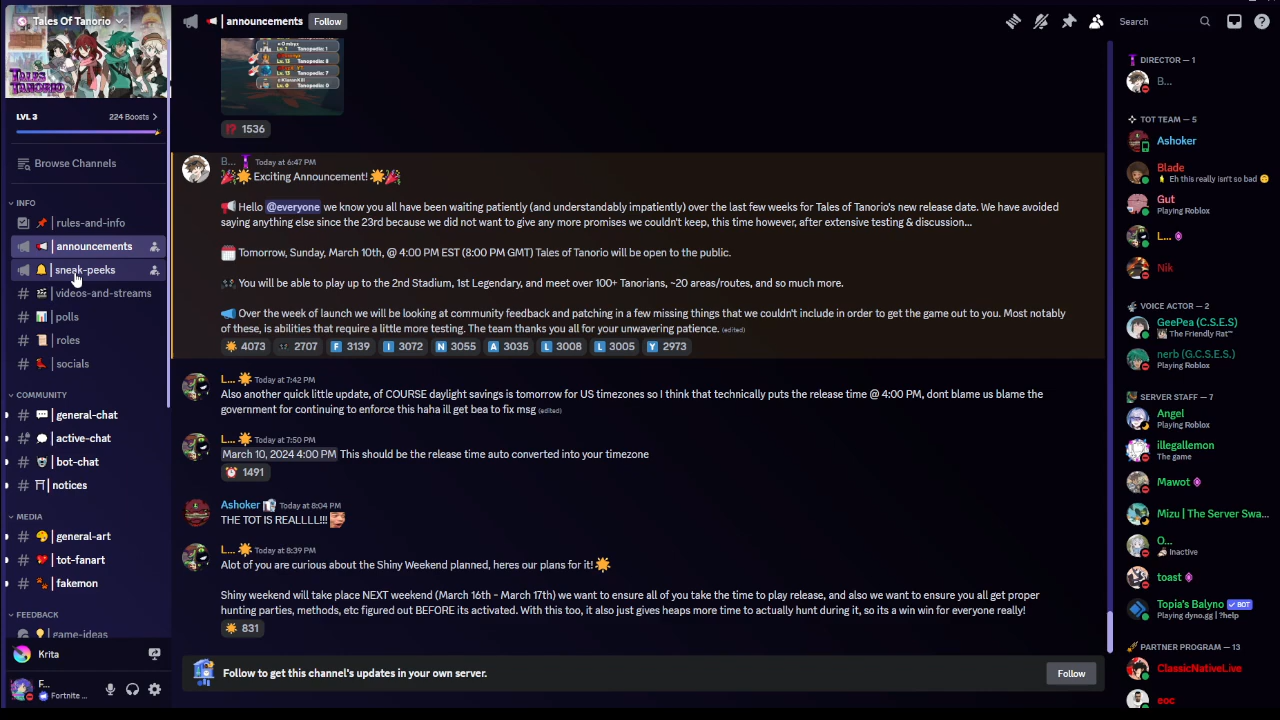 Tales Of Tanorio
TALES
TANORIO
LVL 3
224 Boosts
Browse Channels
INFO
rules-and-info
announcements
sneak-peeks
videos-and-streams
polls
roles
socials
COMMUNITY
general-chat
active-chat
bot-chat
notices
MEDIA
general-art
tot-fanart
fakemon
FEEDBACK
game-ideas
Krita
F...
Fortnite ...
| announcements
Follow
Search
1536
B... Today at 6:47 PM
Exciting Announcement!
Hello @everyone we know you all have been waiting patiently (and understandably impatiently) over the last few weeks for Tales of Tanorio's new release date. We have avoided
saying anything else since the 23rd because we did not want to give any more promises we couldn't keep, this time however, after extensive testing & discussion...
Tomorrow, Sunday, March 10th, @ 4:00 PM EST (8:00 PM GMT) Tales of Tanorio will be open to the public.
You will be able to play up to the 2nd Stadium, 1st Legendary, and meet over 100+ Tanorians, ~20 areas/routes, and so much more.
Over the week of launch we will be looking at community feedback and patching in a few missing things that we couldn't include in order to get the game out to you. Most notably
of these, is abilities that require a little more testing. The team thanks you all for your unwavering patience. (edited)
4073 2707 F 3139 I 3072 N 3055 A 3035 L 3008 L 3005 Y 2973
L... Today at 7:42 PM
Also another quick little update, of COURSE daylight savings is tomorrow for US timezones so I think that technically puts the release time @ 4:00 PM, dont blame us blame the
government for continuing to enforce this haha ill get bea to fix msg (edited)
L... Today at 7:50 PM
March 10, 2024 4:00 PM This should be the release time auto converted into your timezone
1491
Ashoker Today at 8:04 PM
THE TOT IS REALLLL!!!
L... Today at 8:39 PM
Alot of you are curious about the Shiny Weekend planned, heres our plans for it!
Shiny weekend will take place NEXT weekend (March 16th - March 17th) we want to ensure all of you take the time to play release, and also we want to ensure you all get proper
hunting parties, methods, etc figured out BEFORE its activated. With this too, it also just gives heaps more time to actually hunt during it, so its a win win for everyone really!
831
Follow to get this channel's updates in your own server.
Follow
DIRECTOR — 1
B...
TOT TEAM — 5
Ashoker
Blade
Eh this really isn't so bad
Gut
Playing Roblox
L...
Nik
VOICE ACTOR — 2
GeePea (C.S.E.S)
The Friendly Rat™
nerb (G.C.S.E.S.)
Playing Roblox
SERVER STAFF — 7
Angel
Playing Roblox
illegallemon
The game
Mawot
Mizu | The Server Swa...
O...
Inactive
toast
Topia's Balyno BOT
Playing dyno.gg | ?help
PARTNER PROGRAM — 13
ClassicNativeLive
eoc